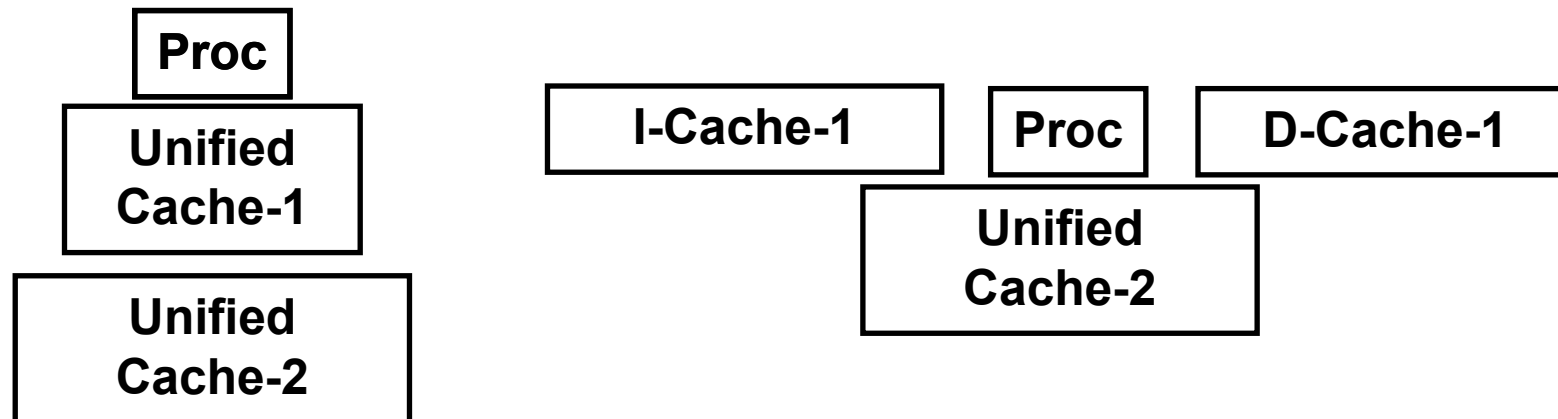 Proc
Unified
Cache-1
Unified
Cache-2
I-Cache-1
Proc
D-Cache-1
Unified
Cache-2